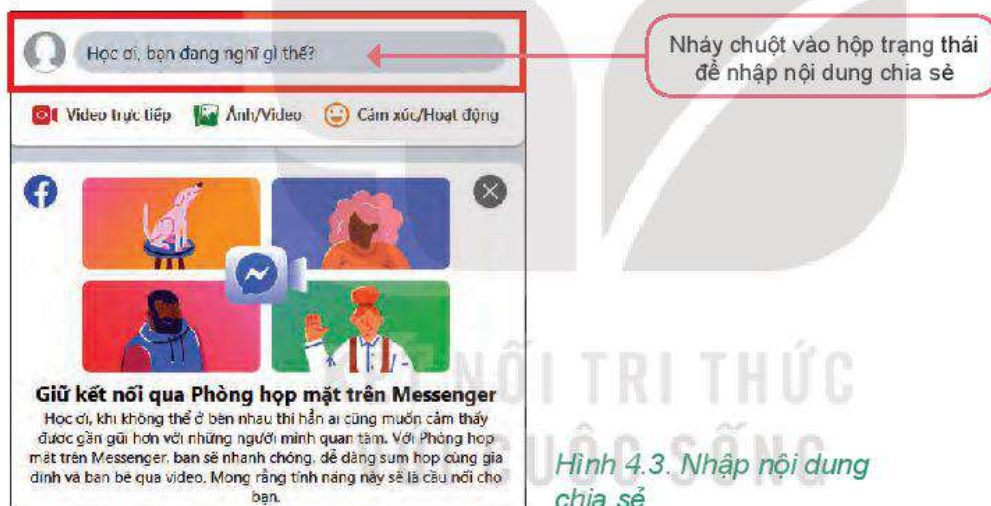 Học ơi, bạn đang nghĩ gì thế?
Nháy chuột vào hộp trạng thái
để nhập nội dung chia sẻ
Video trực tiếp Ảnh/Video Cảm xúc/Hoạt động
Giữ kết nối qua Phòng họp mặt trên Messenger
Học ơi, khi không thể ở bên nhau thì hẳn ai cũng muốn cảm thấy
được gần gũi hơn với những người mình quan tâm. Với Phòng họp
mặt trên Messenger, bạn sẽ nhanh chóng, dễ dàng sum họp cùng gia
đình và bạn bè qua video. Mong rằng tính năng này sẽ là cầu nối cho
bạn.
NỐI TRI THỨC
CUỘC SỐNG
Hình 4.3. Nhập nội dung
chia sẻ